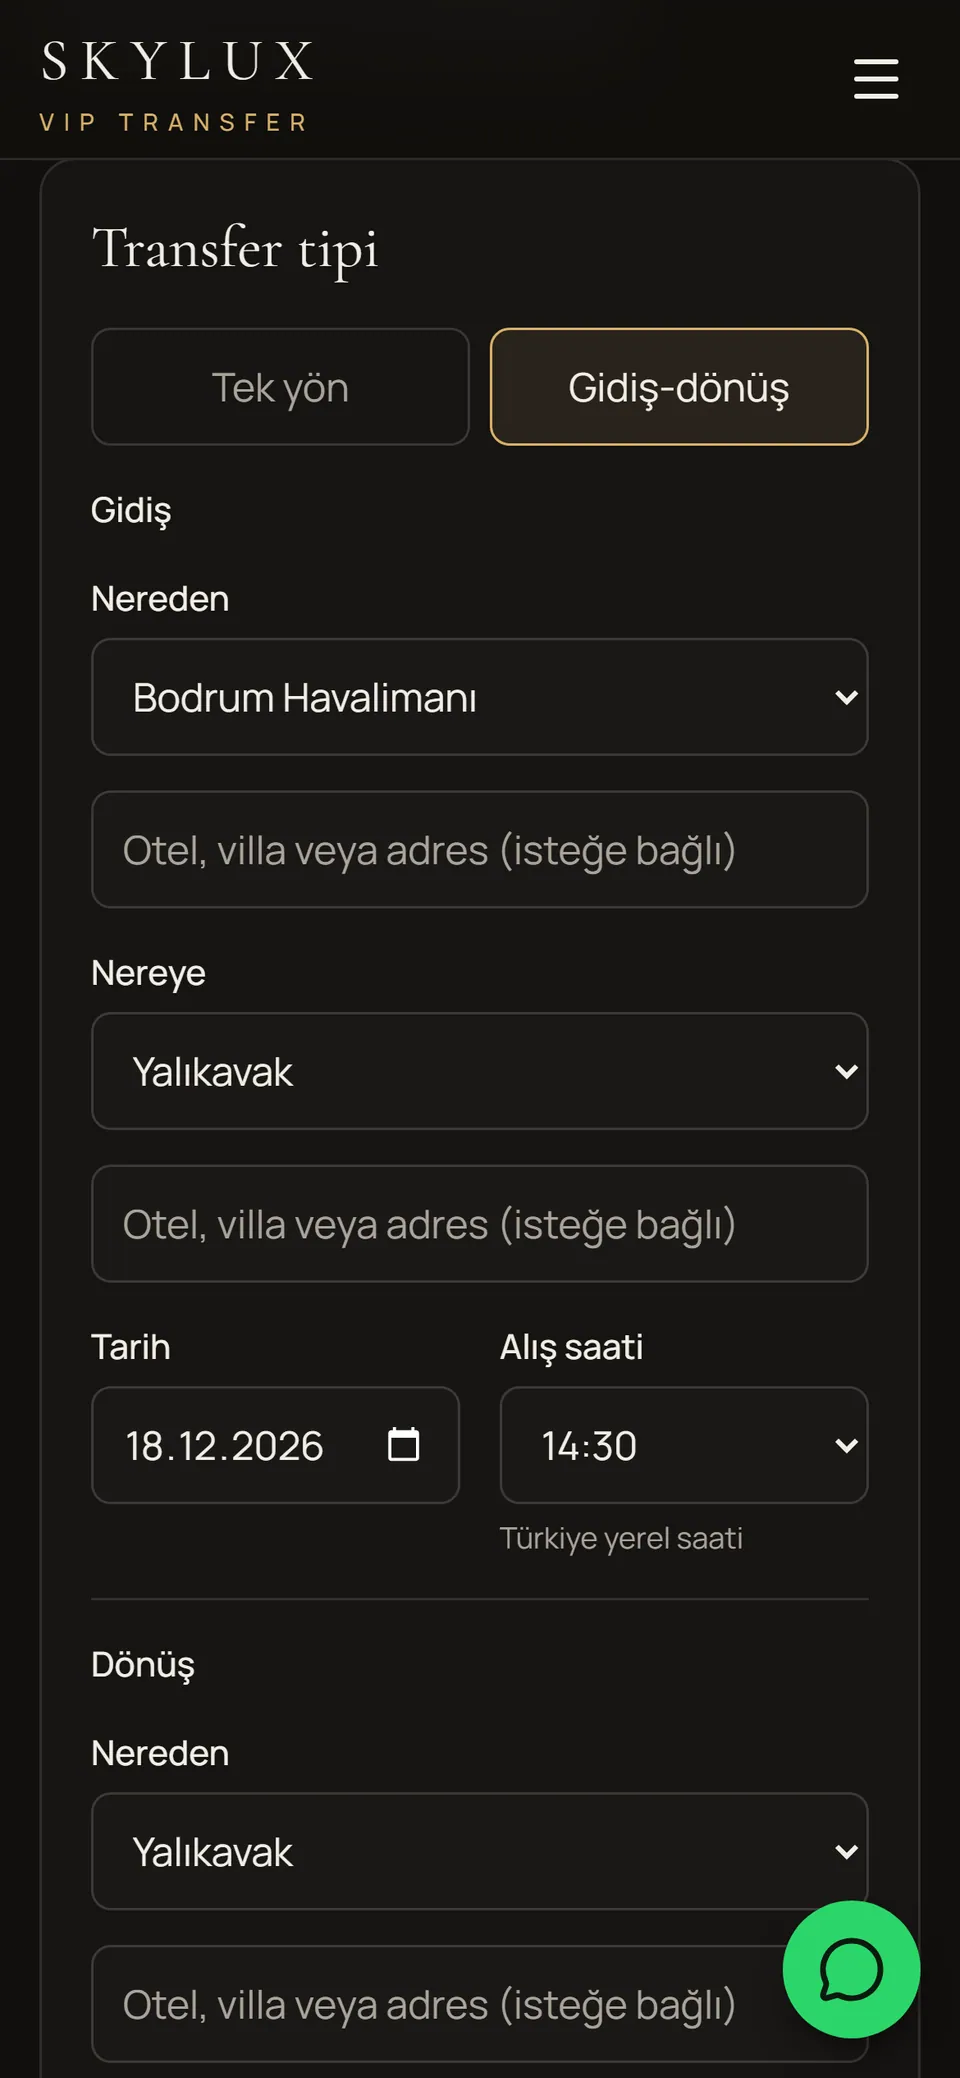 SKYLUX
VIP TRANSFER
Transfer tipi
Tek yön
Gidiş-dönüş
Gidiş
Nereden
Bodrum Havalimanı
Otel, villa veya adres (isteğe bağlı)
Nereye
Yalıkavak
Otel, villa veya adres (isteğe bağlı)
Tarih
Alış saati
18.12.2026
14:30
Türkiye yerel saati
Dönüş
Nereden
Yalıkavak
Otel, villa veya adres (isteğe bağlı)